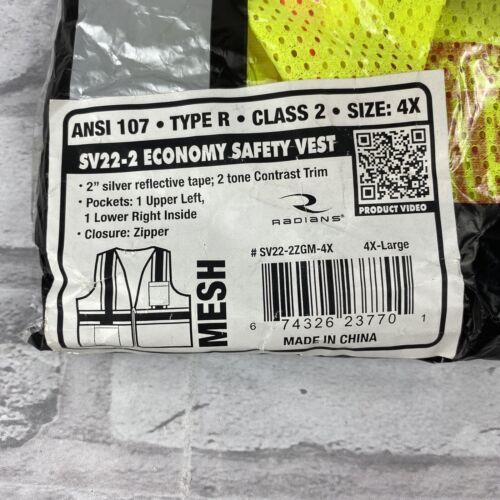 ANSI 107 • TYPE R • CLASS 2 • SIZE: 4X
SV22-2 ECONOMY SAFETY VEST
• 2" silver reflective tape; 2 tone Contrast Trim
• Pockets: 1 Upper Left,
1 Lower Right Inside
• Closure: Zipper
RADIANS®
PRODUCT VIDEO
MESH
# SV22-2ZGM-4X 4X-Large
6 74326 23770 1
MADE IN CHINA